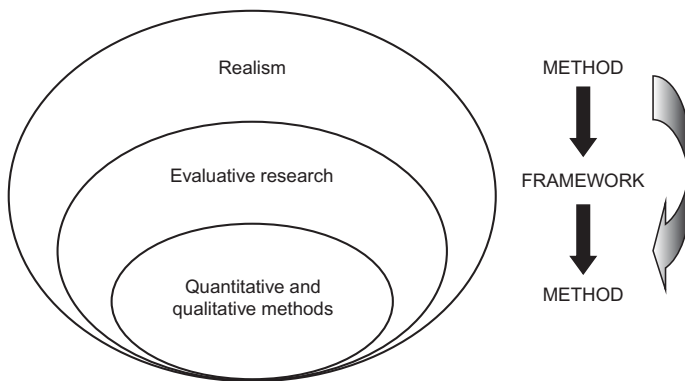 Realism
METHOD
Evaluative research
FRAMEWORK
Quantitative and
qualitative methods
METHOD